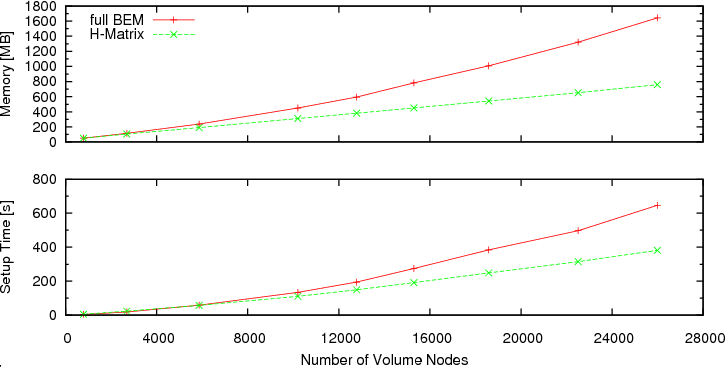 1800
1600
1400
1200
1000
800
600
400
200
0
Memory [MB]
full BEM
H-Matrix
800
600
400
200
0
Setup Time [s]
0 4000 8000 12000 16000 20000 24000 28000
Number of Volume Nodes